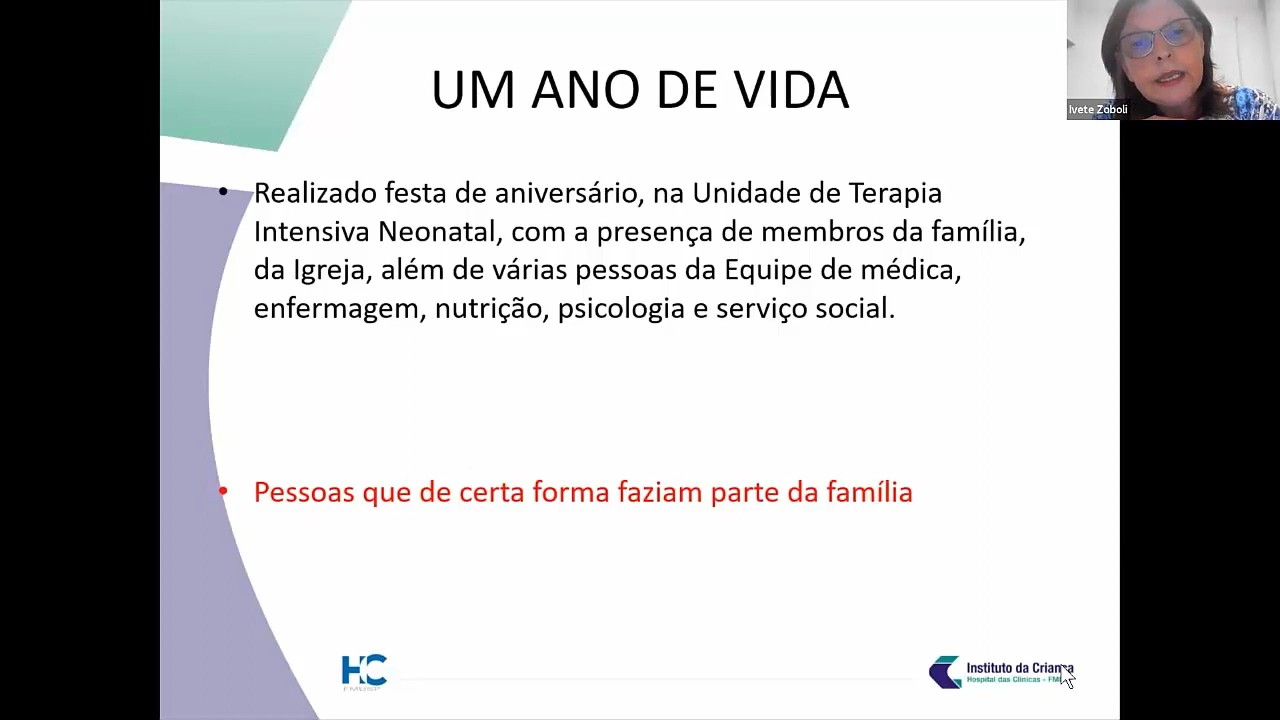 UM ANO DE VIDA
Ivete Zoboli
• Realizado festa de aniversário, na Unidade de Terapia
Intensiva Neonatal, com a presença de membros da família,
da Igreja, além de várias pessoas da Equipe de médica,
enfermagem, nutrição, psicologia e serviço social.
• Pessoas que de certa forma faziam parte da família
HC
FMUSP
Instituto da Criança
Hospital das Clínicas -